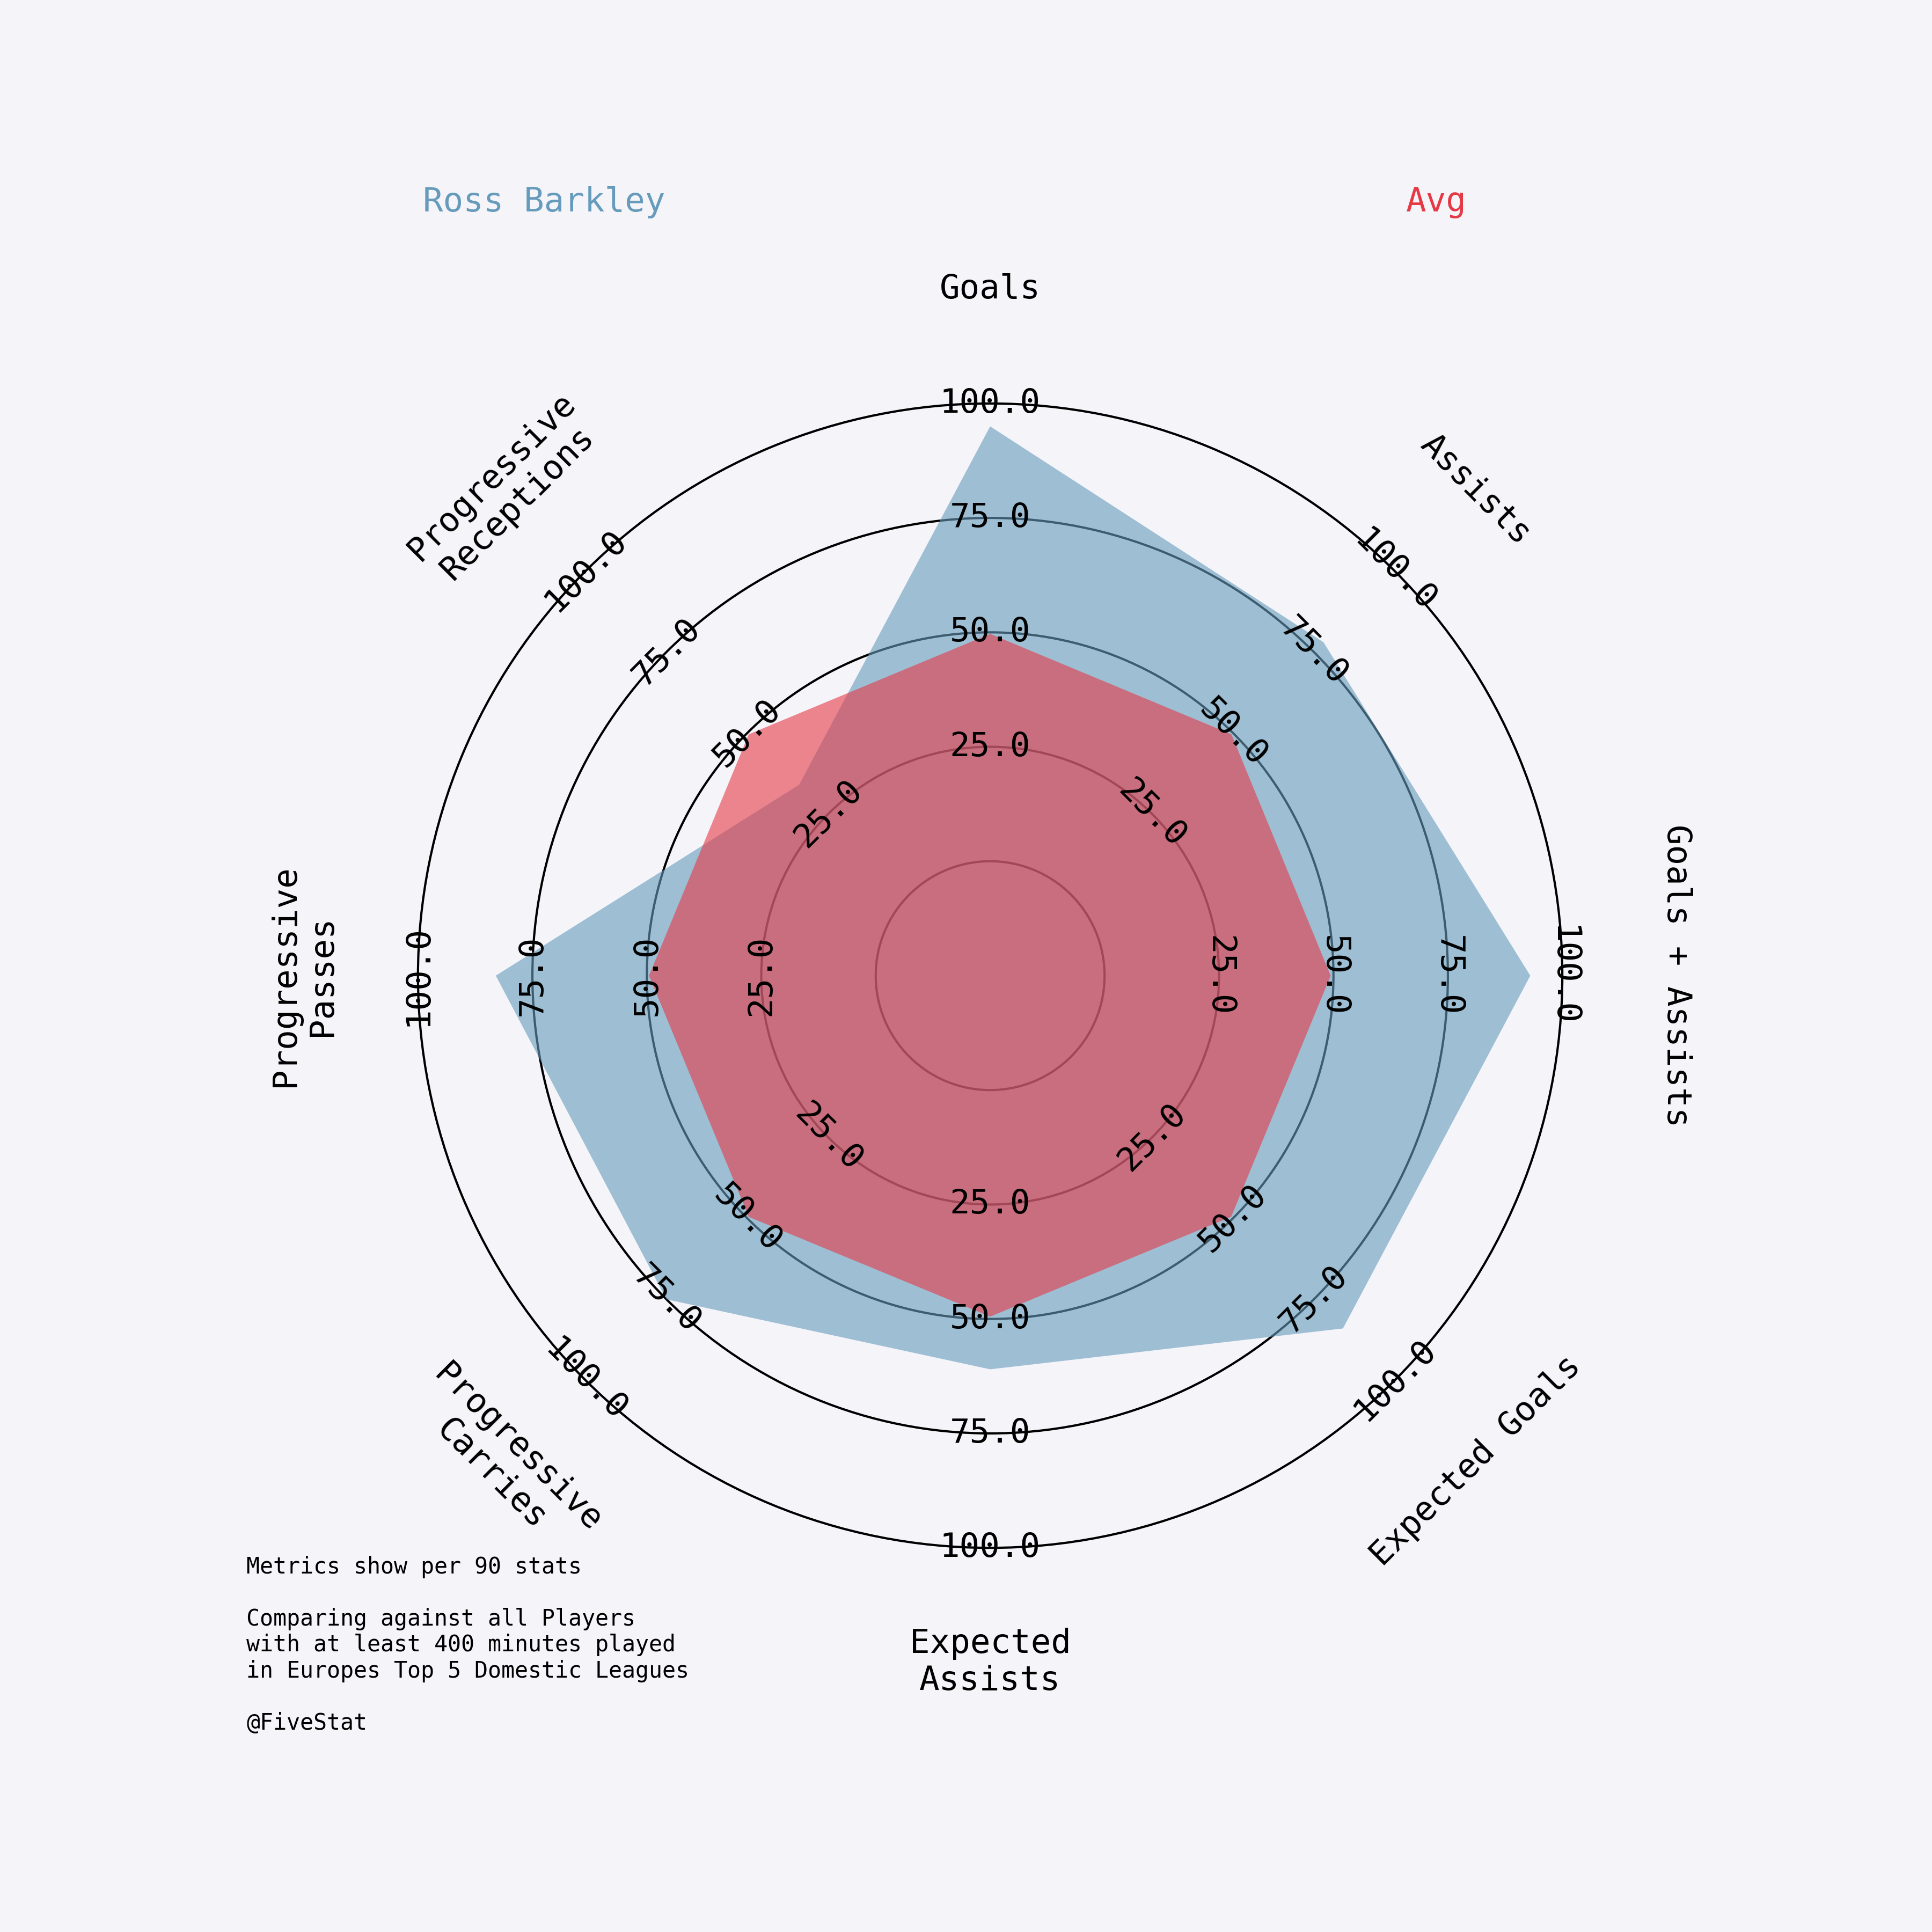 Ross Barkley
Avg
Goals
Assists
Goals + Assists
Expected Goals
Expected
Assists
Progressive
Carries
Progressive
Passes
Progressive
Receptions
100.0
75.0
50.0
25.0
100.0
75.0
50.0
25.0
100.0
75.0
50.0
25.0
100.0
75.0
50.0
25.0
25.0
50.0
75.0
100.0
25.0
50.0
75.0
100.0
100.0
75.0
50.0
25.0
100.0
75.0
50.0
25.0
Metrics show per 90 stats
Comparing against all Players
with at least 400 minutes played
in Europes Top 5 Domestic Leagues
@FiveStat